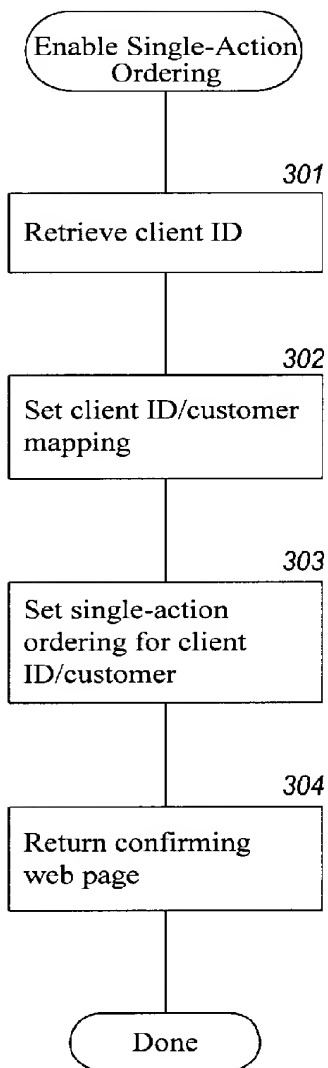 Enable Single-Action
Ordering
301
Retrieve client ID
302
Set client ID/customer
mapping
303
Set single-action
ordering for client
ID/customer
304
Return confirming
web page
Done